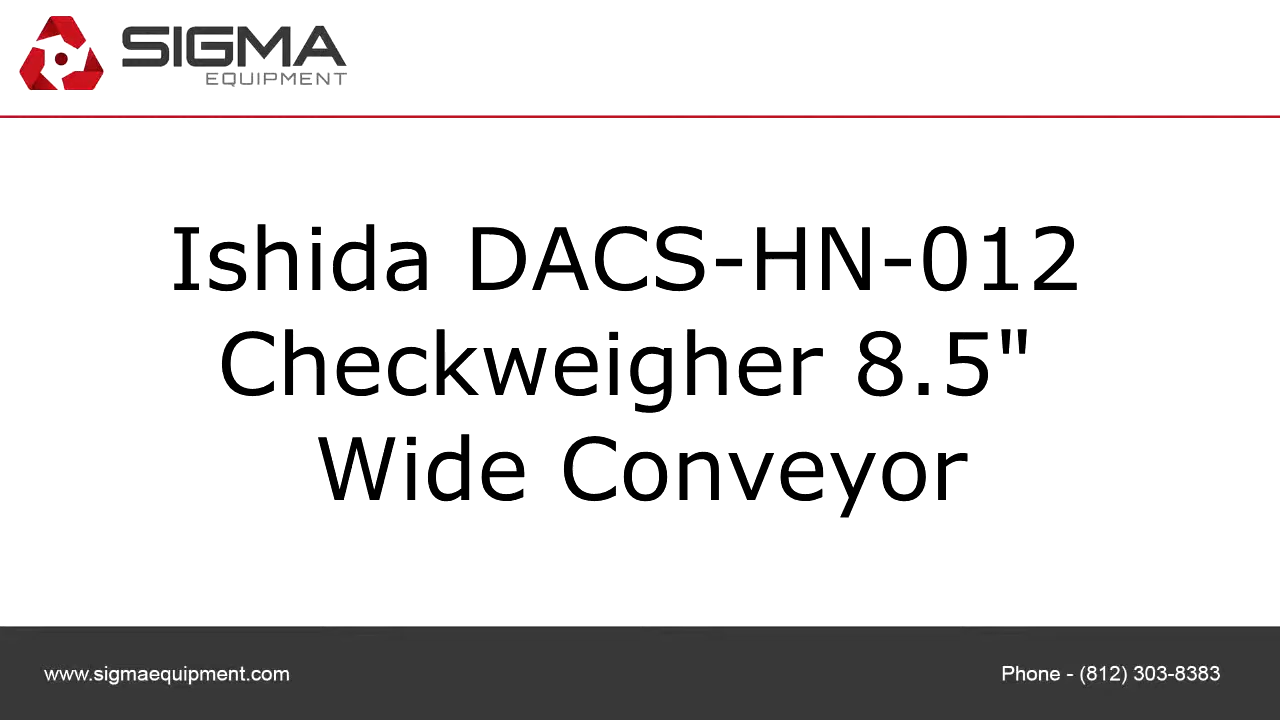 SIGMA
EQUIPMENT
Ishida DACS-HN-012
Checkweigher 8.5"
Wide Conveyor
www.sigmaequipment.com
Phone - (812) 303-8383